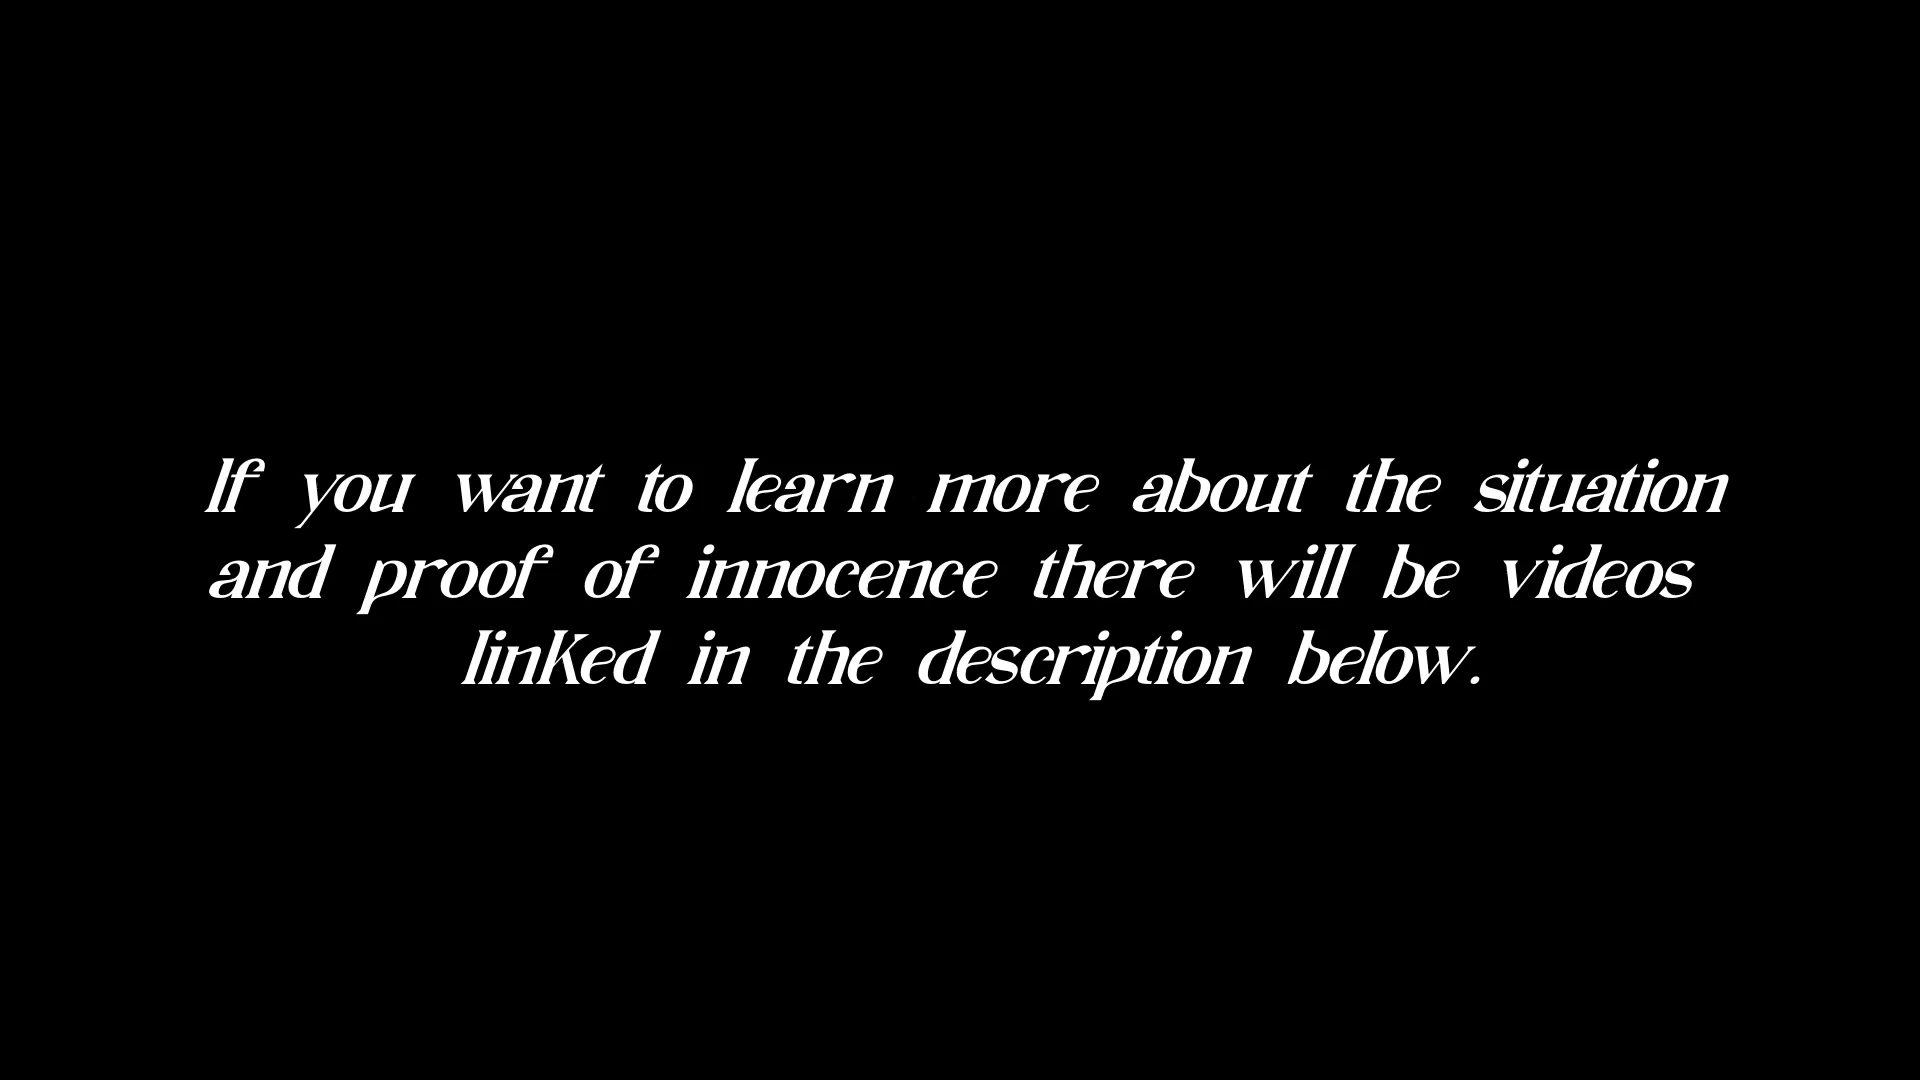 If you want to learn more about the situation
and proof of innocence there will be videos
linked in the description below.